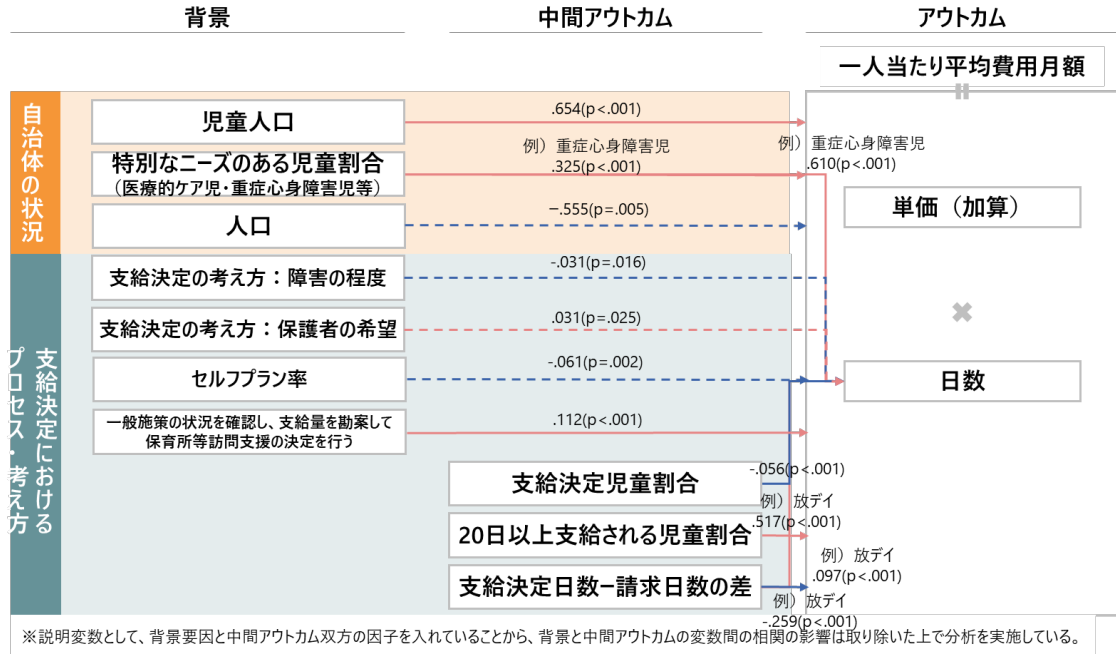 背景
中間アウトカム
アウトカム
一人当たり平均費用月額
自治体の状況
児童人口
.654(p<.001)
特別なニーズのある児童割合
（医療的ケア児・重症心身障害児等）
例）重症心身障害児
.325(p<.001)
例）重症心身障害児
.610(p<.001)
人口
−.555(p=.005)
単価（加算）
支給決定における
プロセス・考え方
支給決定の考え方：障害の程度
-.031(p=.016)
支給決定の考え方：保護者の希望
.031(p=.025)
セルフプラン率
-.061(p=.002)
日数
一般施策の状況を確認し、支給量を勘案して
保育所等訪問支援の決定を行う
.112(p<.001)
支給決定児童割合
-.056(p<.001)
20日以上支給される児童割合
例）放デイ
.517(p<.001)
支給決定日数−請求日数の差
例）放デイ
.097(p<.001)
例）放デイ
-.259(p<.001)
※説明変数として、背景要因と中間アウトカム双方の因子を入れていることから、背景と中間アウトカムの変数間の相関の影響は取り除いた上で分析を実施している。